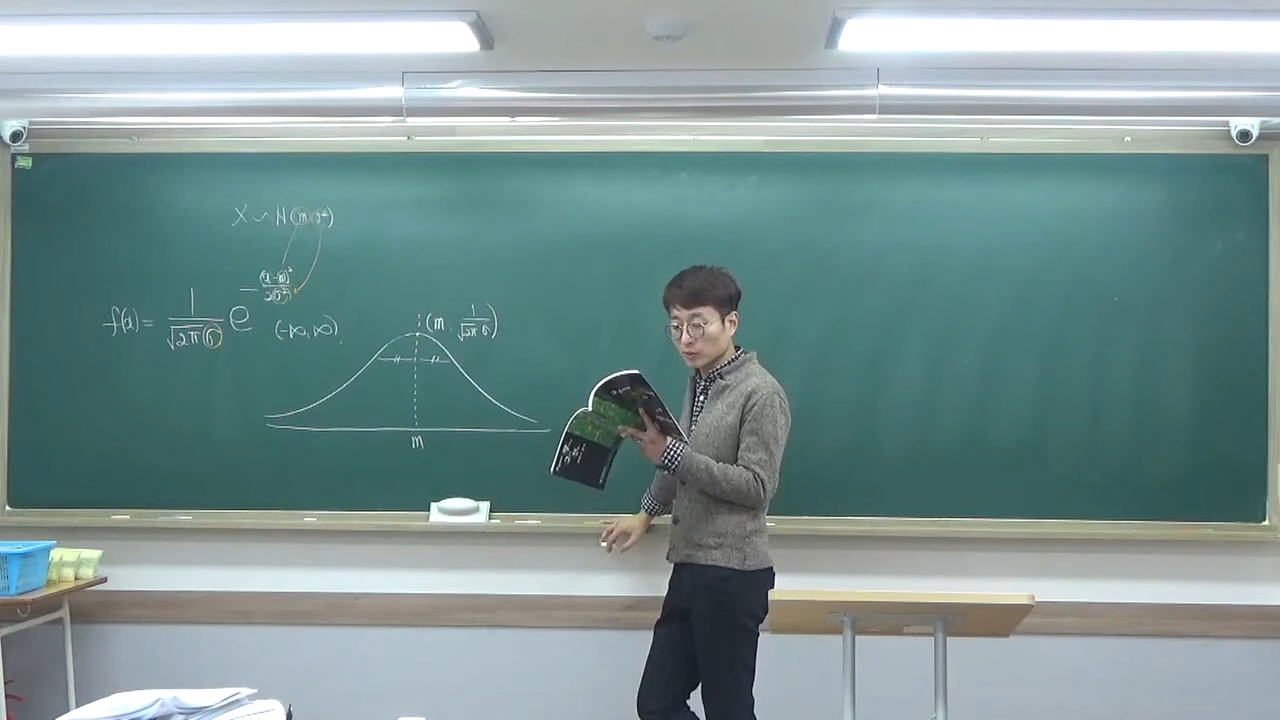 X ~ N(m, σ²)
f(x) = 1/(√2π σ) e^(-(x-m)²/2σ²) (-∞, ∞)
(m, 1/(√2π σ))
m